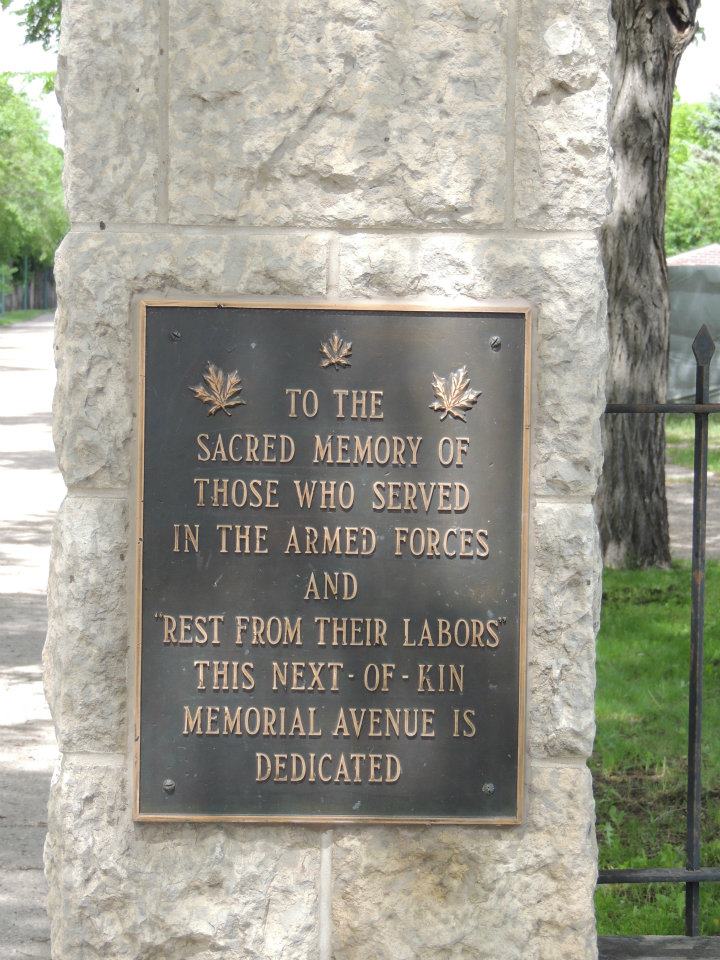 TO THE
SACRED MEMORY OF
THOSE WHO SERVED
IN THE ARMED FORCES
AND
"REST FROM THEIR LABORS"
THIS NEXT-OF-KIN
MEMORIAL AVENUE IS
DEDICATED